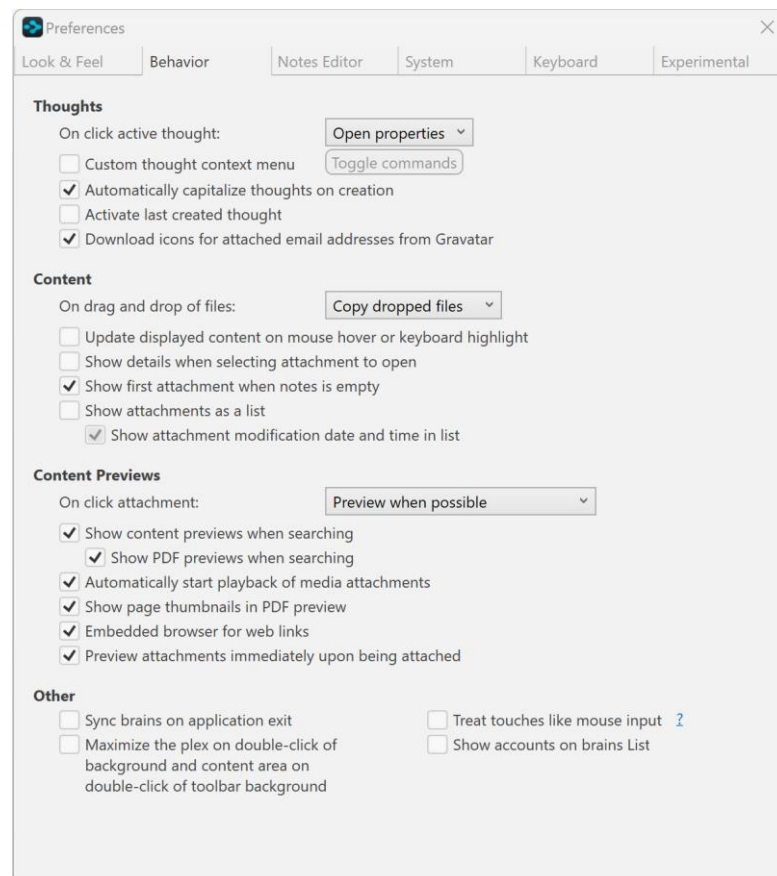 Preferences
Look & Feel
Behavior
Notes Editor
System
Keyboard
Experimental
Thoughts
On click active thought: Open properties
Custom thought context menu Toggle commands
Automatically capitalize thoughts on creation
Activate last created thought
Download icons for attached email addresses from Gravatar
Content
On drag and drop of files: Copy dropped files
Update displayed content on mouse hover or keyboard highlight
Show details when selecting attachment to open
Show first attachment when notes is empty
Show attachments as a list
Show attachment modification date and time in list
Content Previews
On click attachment: Preview when possible
Show content previews when searching
Show PDF previews when searching
Automatically start playback of media attachments
Show page thumbnails in PDF preview
Embedded browser for web links
Preview attachments immediately upon being attached
Other
Sync brains on application exit
Maximize the plex on double-click of
background and content area on
double-click of toolbar background
Treat touches like mouse input ?
Show accounts on brains List